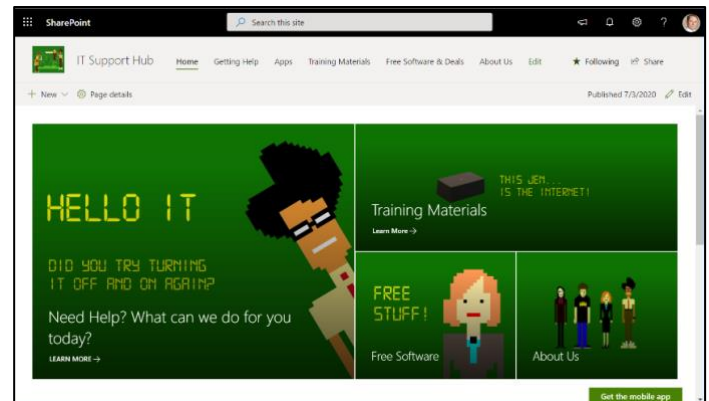 SharePoint
Search this site
?
IT Support Hub
Home
Getting Help
Apps
Training Materials
Free Software & Deals
About Us
Edit
Following
Share
+ New
Page details
Published 7/3/2020
Edit
HELLO IT
DID YOU TRY TURNING
IT OFF AND ON AGAIN?
Need Help? What can we do for you
today?
LEARN MORE →
THIS JEN...
IS THE INTERNET!
Training Materials
Learn More →
FREE
STUFF!
Free Software
About Us
Get the mobile app